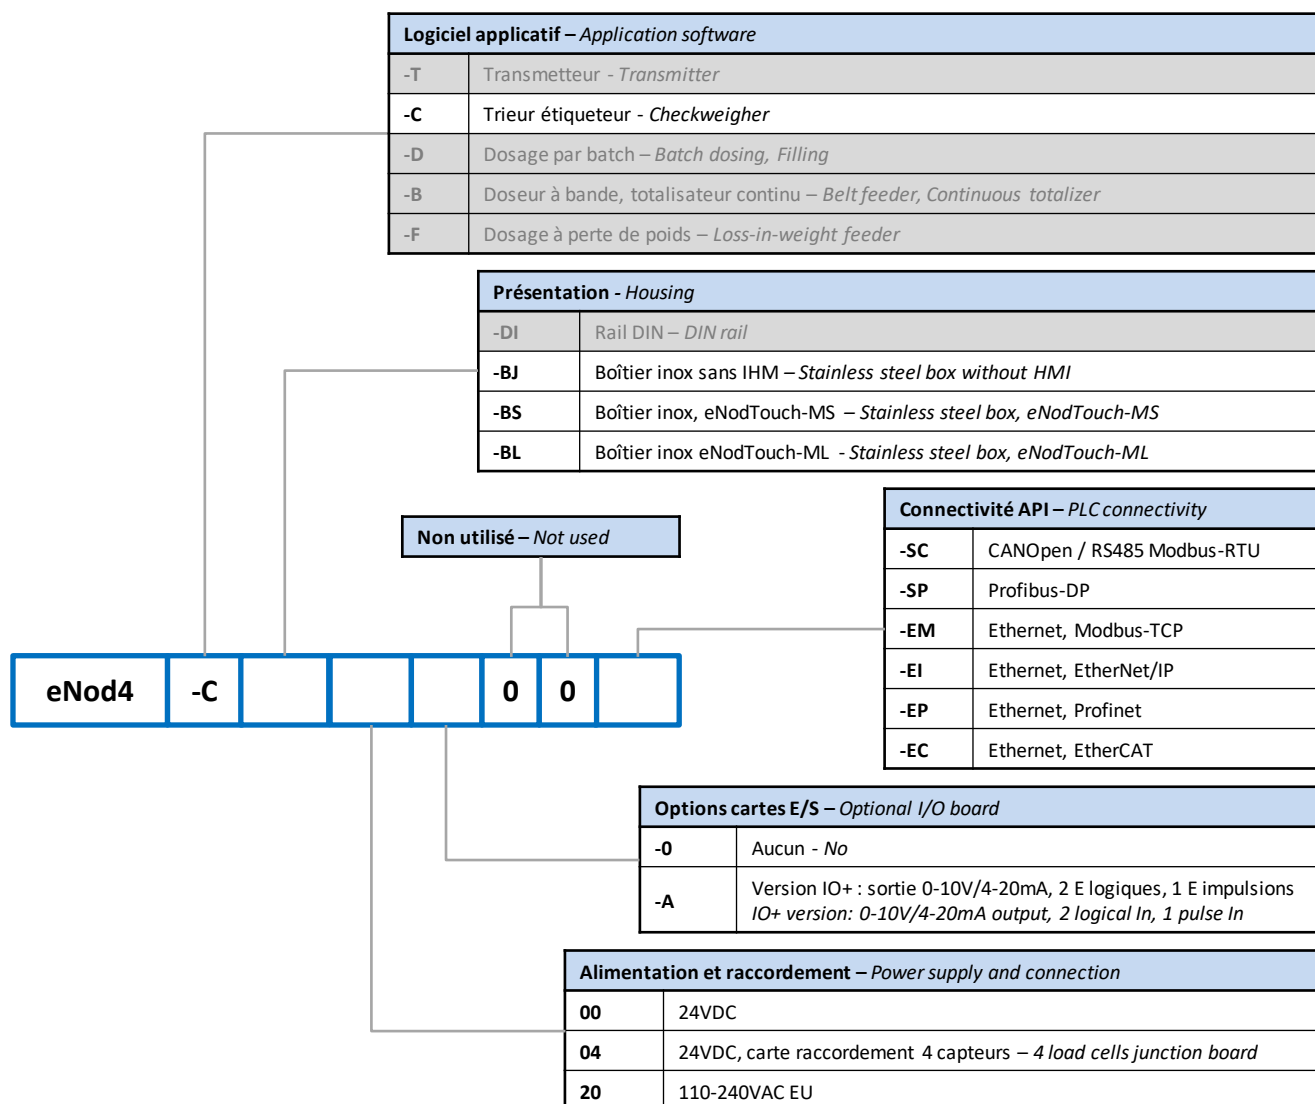 Logiciel applicatif – Application software
-T Transmetteur - Transmitter
-C Trieur étiqueteur - Checkweigher
-D Dosage par batch – Batch dosing, Filling
-B Doseur à bande, totalisateur continu – Belt feeder, Continuous totalizer
-F Dosage à perte de poids – Loss-in-weight feeder
Présentation - Housing
-DI Rail DIN – DIN rail
-BJ Boîtier inox sans IHM – Stainless steel box without HMI
-BS Boîtier inox, eNodTouch-MS – Stainless steel box, eNodTouch-MS
-BL Boîtier inox eNodTouch-ML - Stainless steel box, eNodTouch-ML
Connectivité API – PLC connectivity
-SC CANOpen / RS485 Modbus-RTU
-SP Profibus-DP
-EM Ethernet, Modbus-TCP
-EI Ethernet, EtherNet/IP
-EP Ethernet, Profinet
-EC Ethernet, EtherCAT
Non utilisé – Not used
eNod4 -C 0 0
Options cartes E/S – Optional I/O board
-0 Aucun - No
-A Version IO+ : sortie 0-10V/4-20mA, 2 E logiques, 1 E impulsions
IO+ version: 0-10V/4-20mA output, 2 logical In, 1 pulse In
Alimentation et raccordement – Power supply and connection
00 24VDC
04 24VDC, carte raccordement 4 capteurs – 4 load cells junction board
20 110-240VAC EU